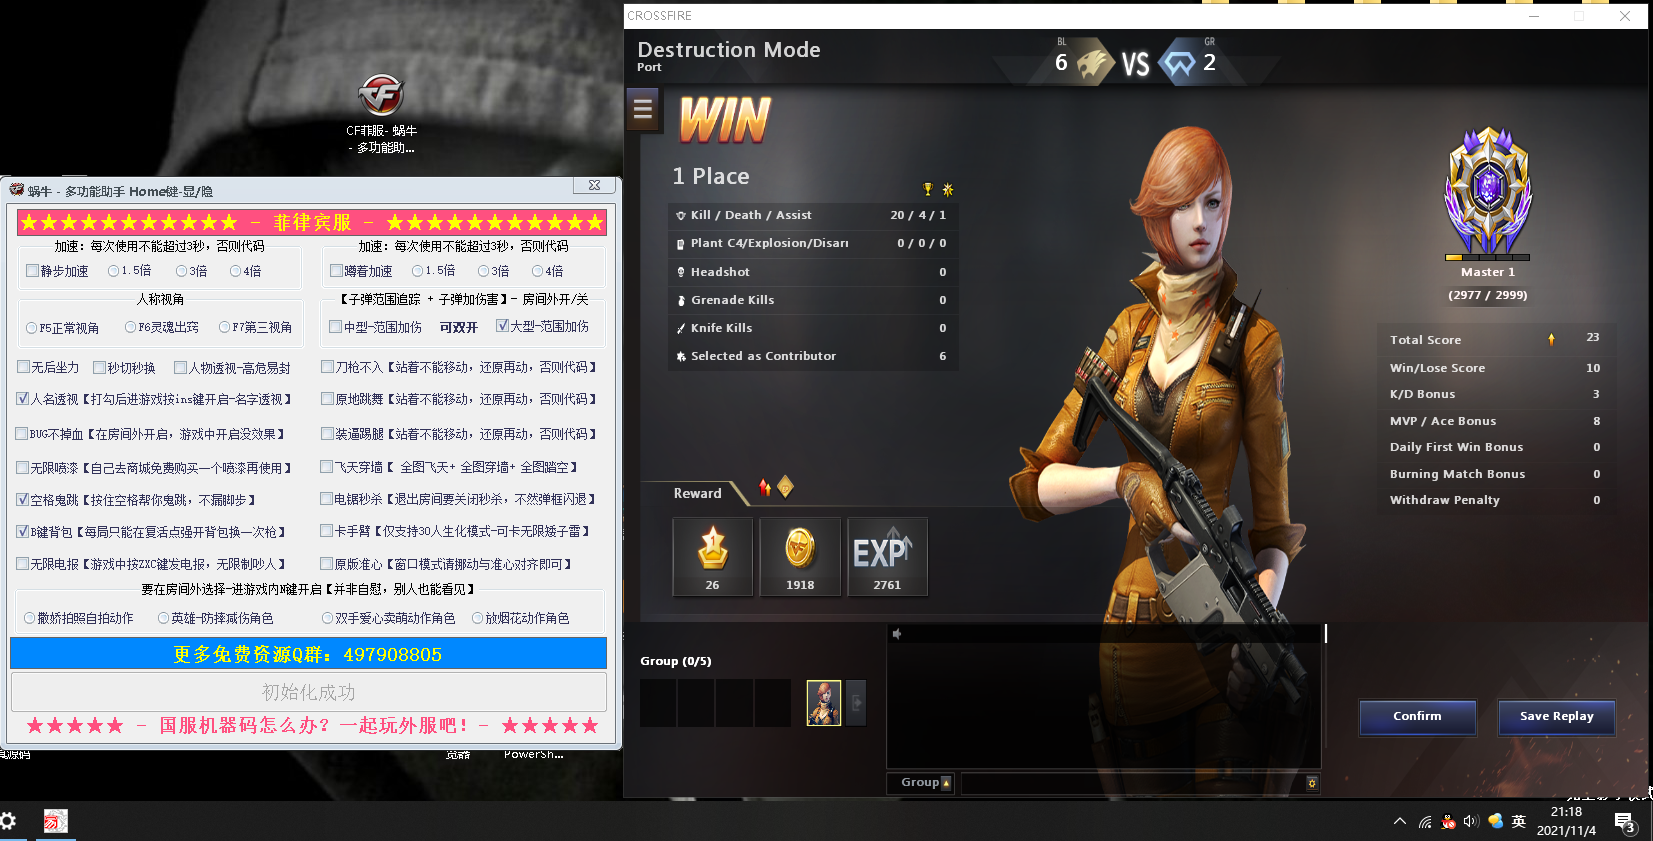 CF菲服- 蜗牛
- 多功能助...
蜗牛 - 多功能助手 Home键-显/隐
★★★★★★★★★★★ - 菲律宾服 - ★★★★★★★★★★★
加速：每次使用不能超过3秒，否则代码
静步加速 1.5倍 3倍 4倍
加速：每次使用不能超过3秒，否则代码
蹲着加速 1.5倍 3倍 4倍
人称视角
F5正常视角 F6灵魂出窍 F7第三视角
【子弹范围追踪 + 子弹加伤害】- 房间外开/关
中型-范围加伤 可双开 大型-范围加伤
无后坐力 秒切秒换 人物透视-高危易封
刀枪不入【站着不能移动，还原再动，否则代码】
人名透视【打勾后进游戏按ins键开启-名字透视】
原地跳舞【站着不能移动，还原再动，否则代码】
BUG不掉血【在房间外开启，游戏中开启没效果】
装逼踢腿【站着不能移动，还原再动，否则代码】
无限喷漆【自己去商城免费购买一个喷漆再使用】
飞天穿墙【 全图飞天+ 全图穿墙+ 全图瞄空】
空格鬼跳【按住空格帮你鬼跳，不漏脚步】
电锯秒杀【退出房间要关闭秒杀，不然弹框闪退】
B键背包【每局只能在复活点强开背包换一次枪】
卡手臂【仅支持30人生化模式-可卡无限矮子雷】
无限电报【游戏中按ZXC键发电报，无限制吵人】
原版准心【窗口模式请挪动与准心对齐即可】
要在房间外选择-进游戏内N键开启【并非自慰，别人也能看见】
撒娇拍照自拍动作 英雄-防摔减伤角色 双手爱心卖萌动作角色 放烟花动作角色
更多免费资源Q群：497908805
初始化成功
★★★★★ - 国服机器码怎么办？一起玩外服吧！- ★★★★★
览器
PowerSh...
CROSSFIRE
Destruction Mode
Port
BL
6 VS 2
GR
WIN
1 Place
Kill / Death / Assist 20 / 4 / 1
Plant C4/Explosion/Disarı 0 / 0 / 0
Headshot 0
Grenade Kills 0
Knife Kills 0
Selected as Contributor 6
Reward
1
26
1918
EXP
2761
Master 1
(2977 / 2999)
Total Score 23
Win/Lose Score 10
K/D Bonus 3
MVP / Ace Bonus 8
Daily First Win Bonus 0
Burning Match Bonus 0
Withdraw Penalty 0
Group (0/5)
Group
Confirm
Save Replay
英
21:18
2021/11/4
3